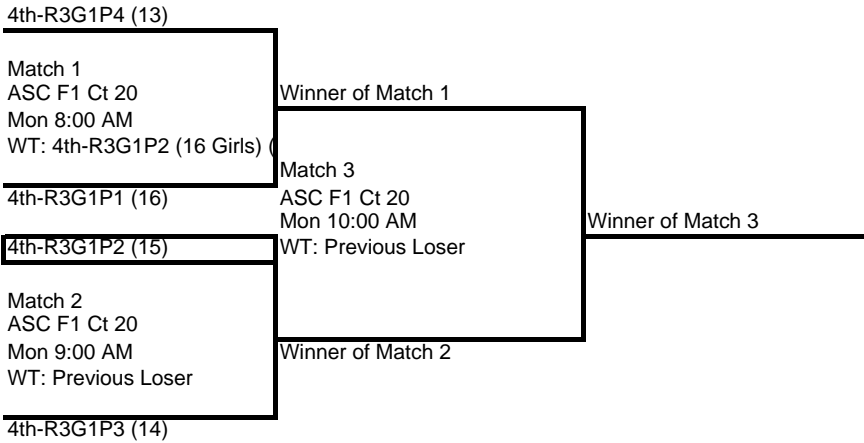 4th-R3G1P4 (13)
Match 1
ASC F1 Ct 20
Mon 8:00 AM
WT: 4th-R3G1P2 (16 Girls) (
4th-R3G1P1 (16)
Winner of Match 1
Match 3
ASC F1 Ct 20
Mon 10:00 AM
WT: Previous Loser
Winner of Match 3
4th-R3G1P2 (15)
Match 2
ASC F1 Ct 20
Mon 9:00 AM
WT: Previous Loser
4th-R3G1P3 (14)
Winner of Match 2